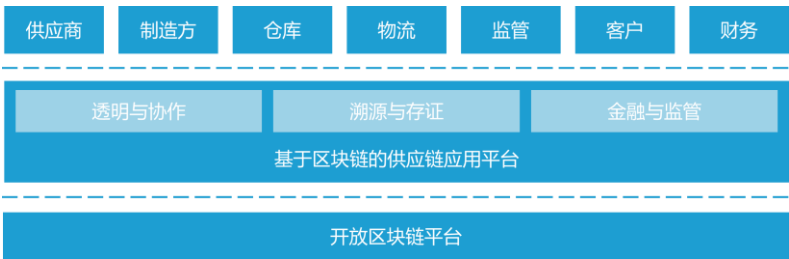 供应商 制造方 仓库 物流 监管 客户 财务
透明与协作 溯源与存证 金融与监管
基于区块链的供应链应用平台
开放区块链平台